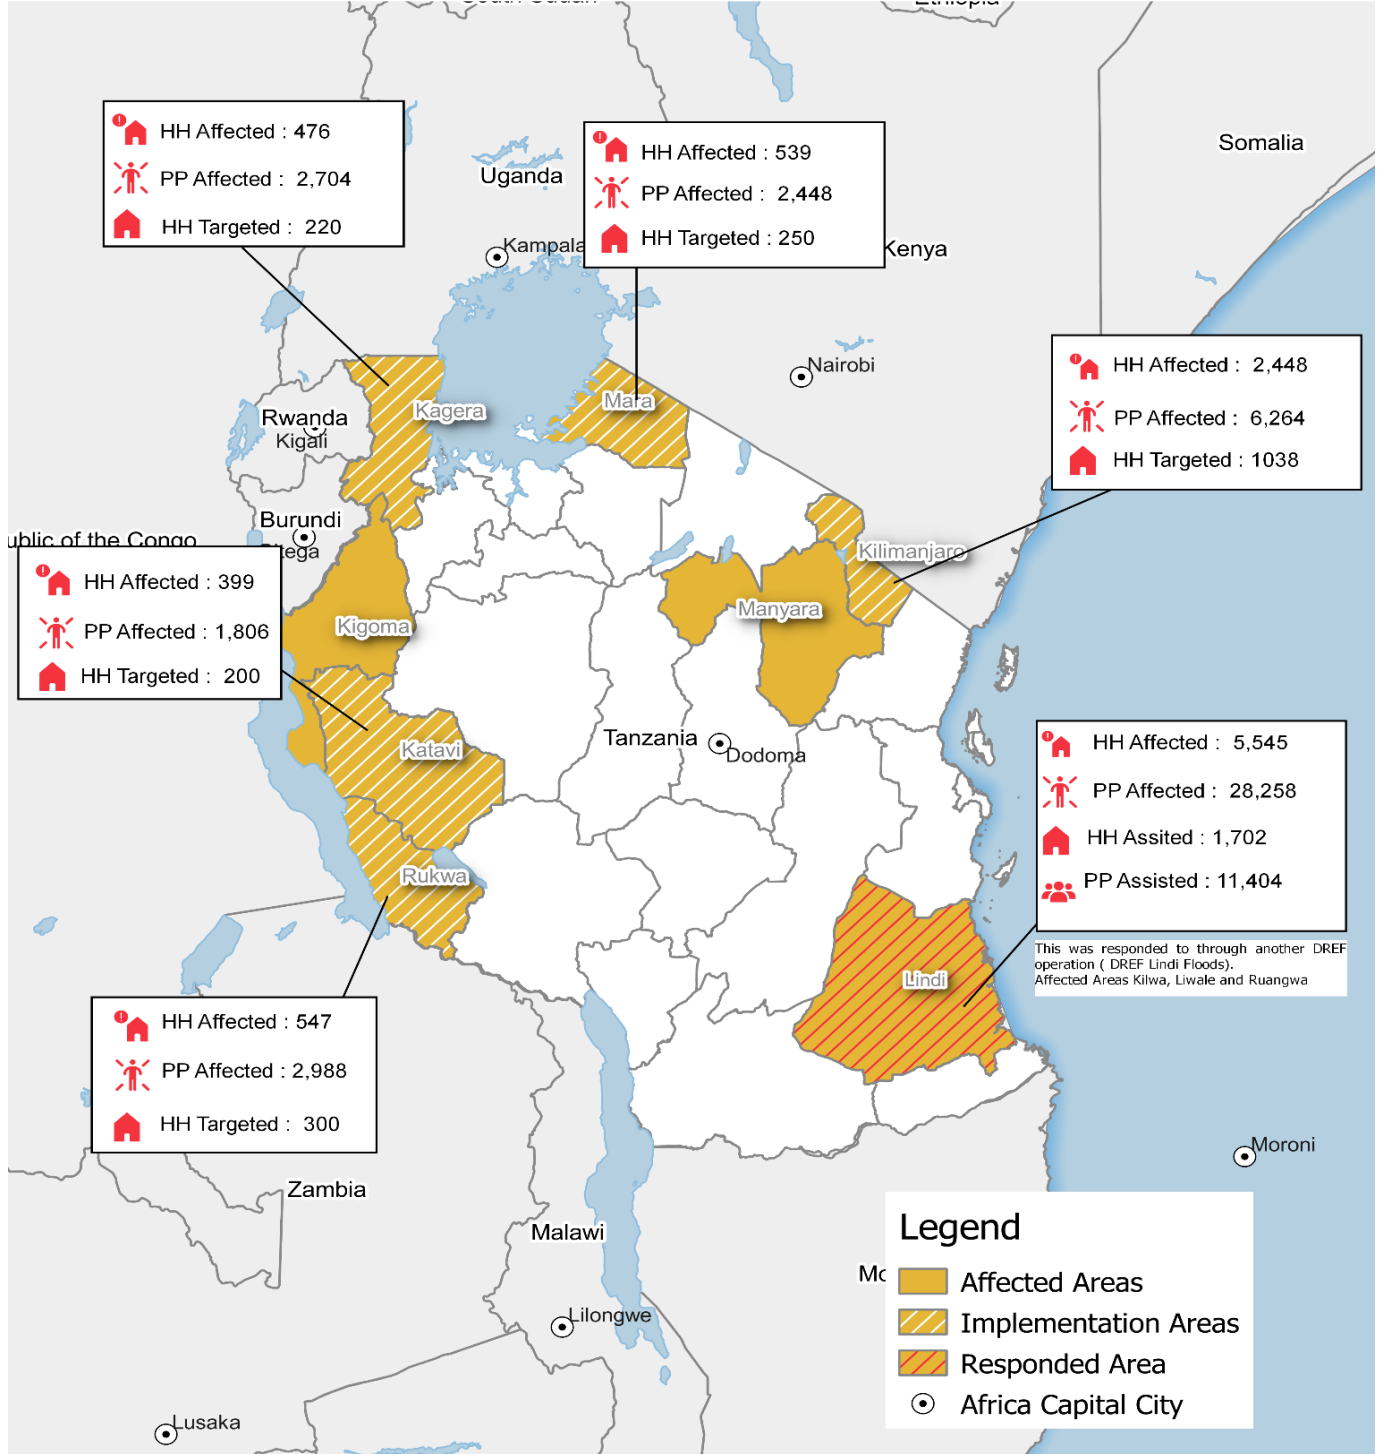 HH Affected : 476
PP Affected : 2,704
HH Targeted : 220
HH Affected : 539
PP Affected : 2,448
HH Targeted : 250
Somalia
Uganda
Kampala
Kenya
Nairobi
HH Affected : 2,448
PP Affected : 6,264
HH Targeted : 1038
Kagera
Mara
Rwanda
Kigali
Burundi
ublic of the Congo
Kilimanjaro
HH Affected : 399
PP Affected : 1,806
HH Targeted : 200
Kigoma
Manyara
Katavi
Tanzania
Dodoma
HH Affected : 5,545
PP Affected : 28,258
HH Assited : 1,702
PP Assisted : 11,404
This was responded to through another DREF
operation ( DREF Lindi Floods).
Affected Areas Kilwa, Liwale and Ruangwa
Rukwa
Lindi
HH Affected : 547
PP Affected : 2,988
HH Targeted : 300
Zambia
Malawi
Moroni
Lilongwe
Lusaka
Legend
Affected Areas
Implementation Areas
Responded Area
Africa Capital City